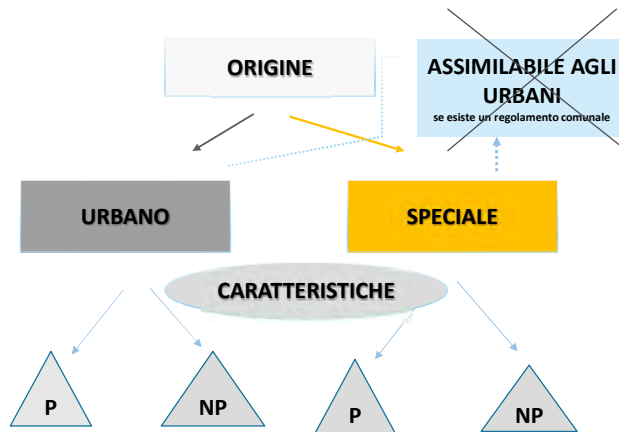 ORIGINE
ASSIMILABILE AGLI
URBANI
se esiste un regolamento comunale
URBANO
SPECIALE
CARATTERISTICHE
P
NP
P
NP